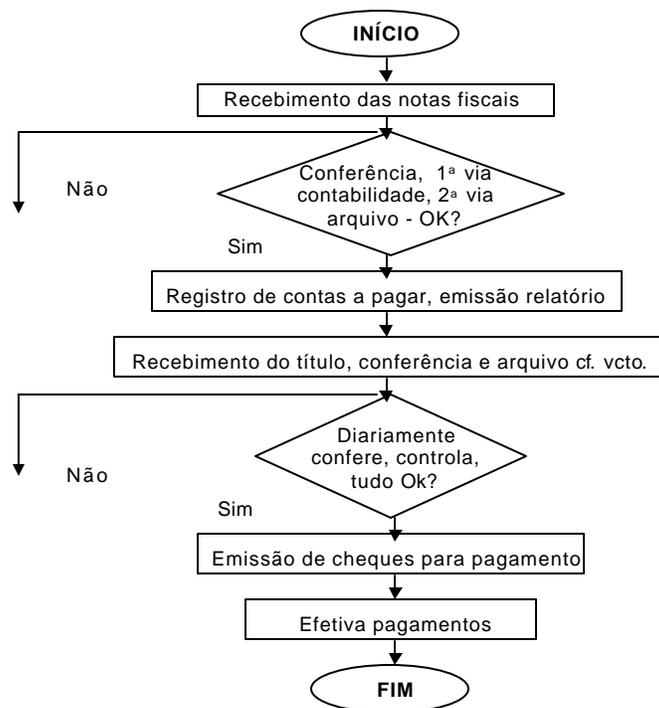 INÍCIO
Recebimento das notas fiscais
Conferência, 1ª via
contabilidade, 2ª via
arquivo - OK?
Não
Sim
Registro de contas a pagar, emissão relatório
Recebimento do título, conferência e arquivo cf. vcto.
Diariamente
confere, controla,
tudo Ok?
Não
Sim
Emissão de cheques para pagamento
Efetiva pagamentos
FIM